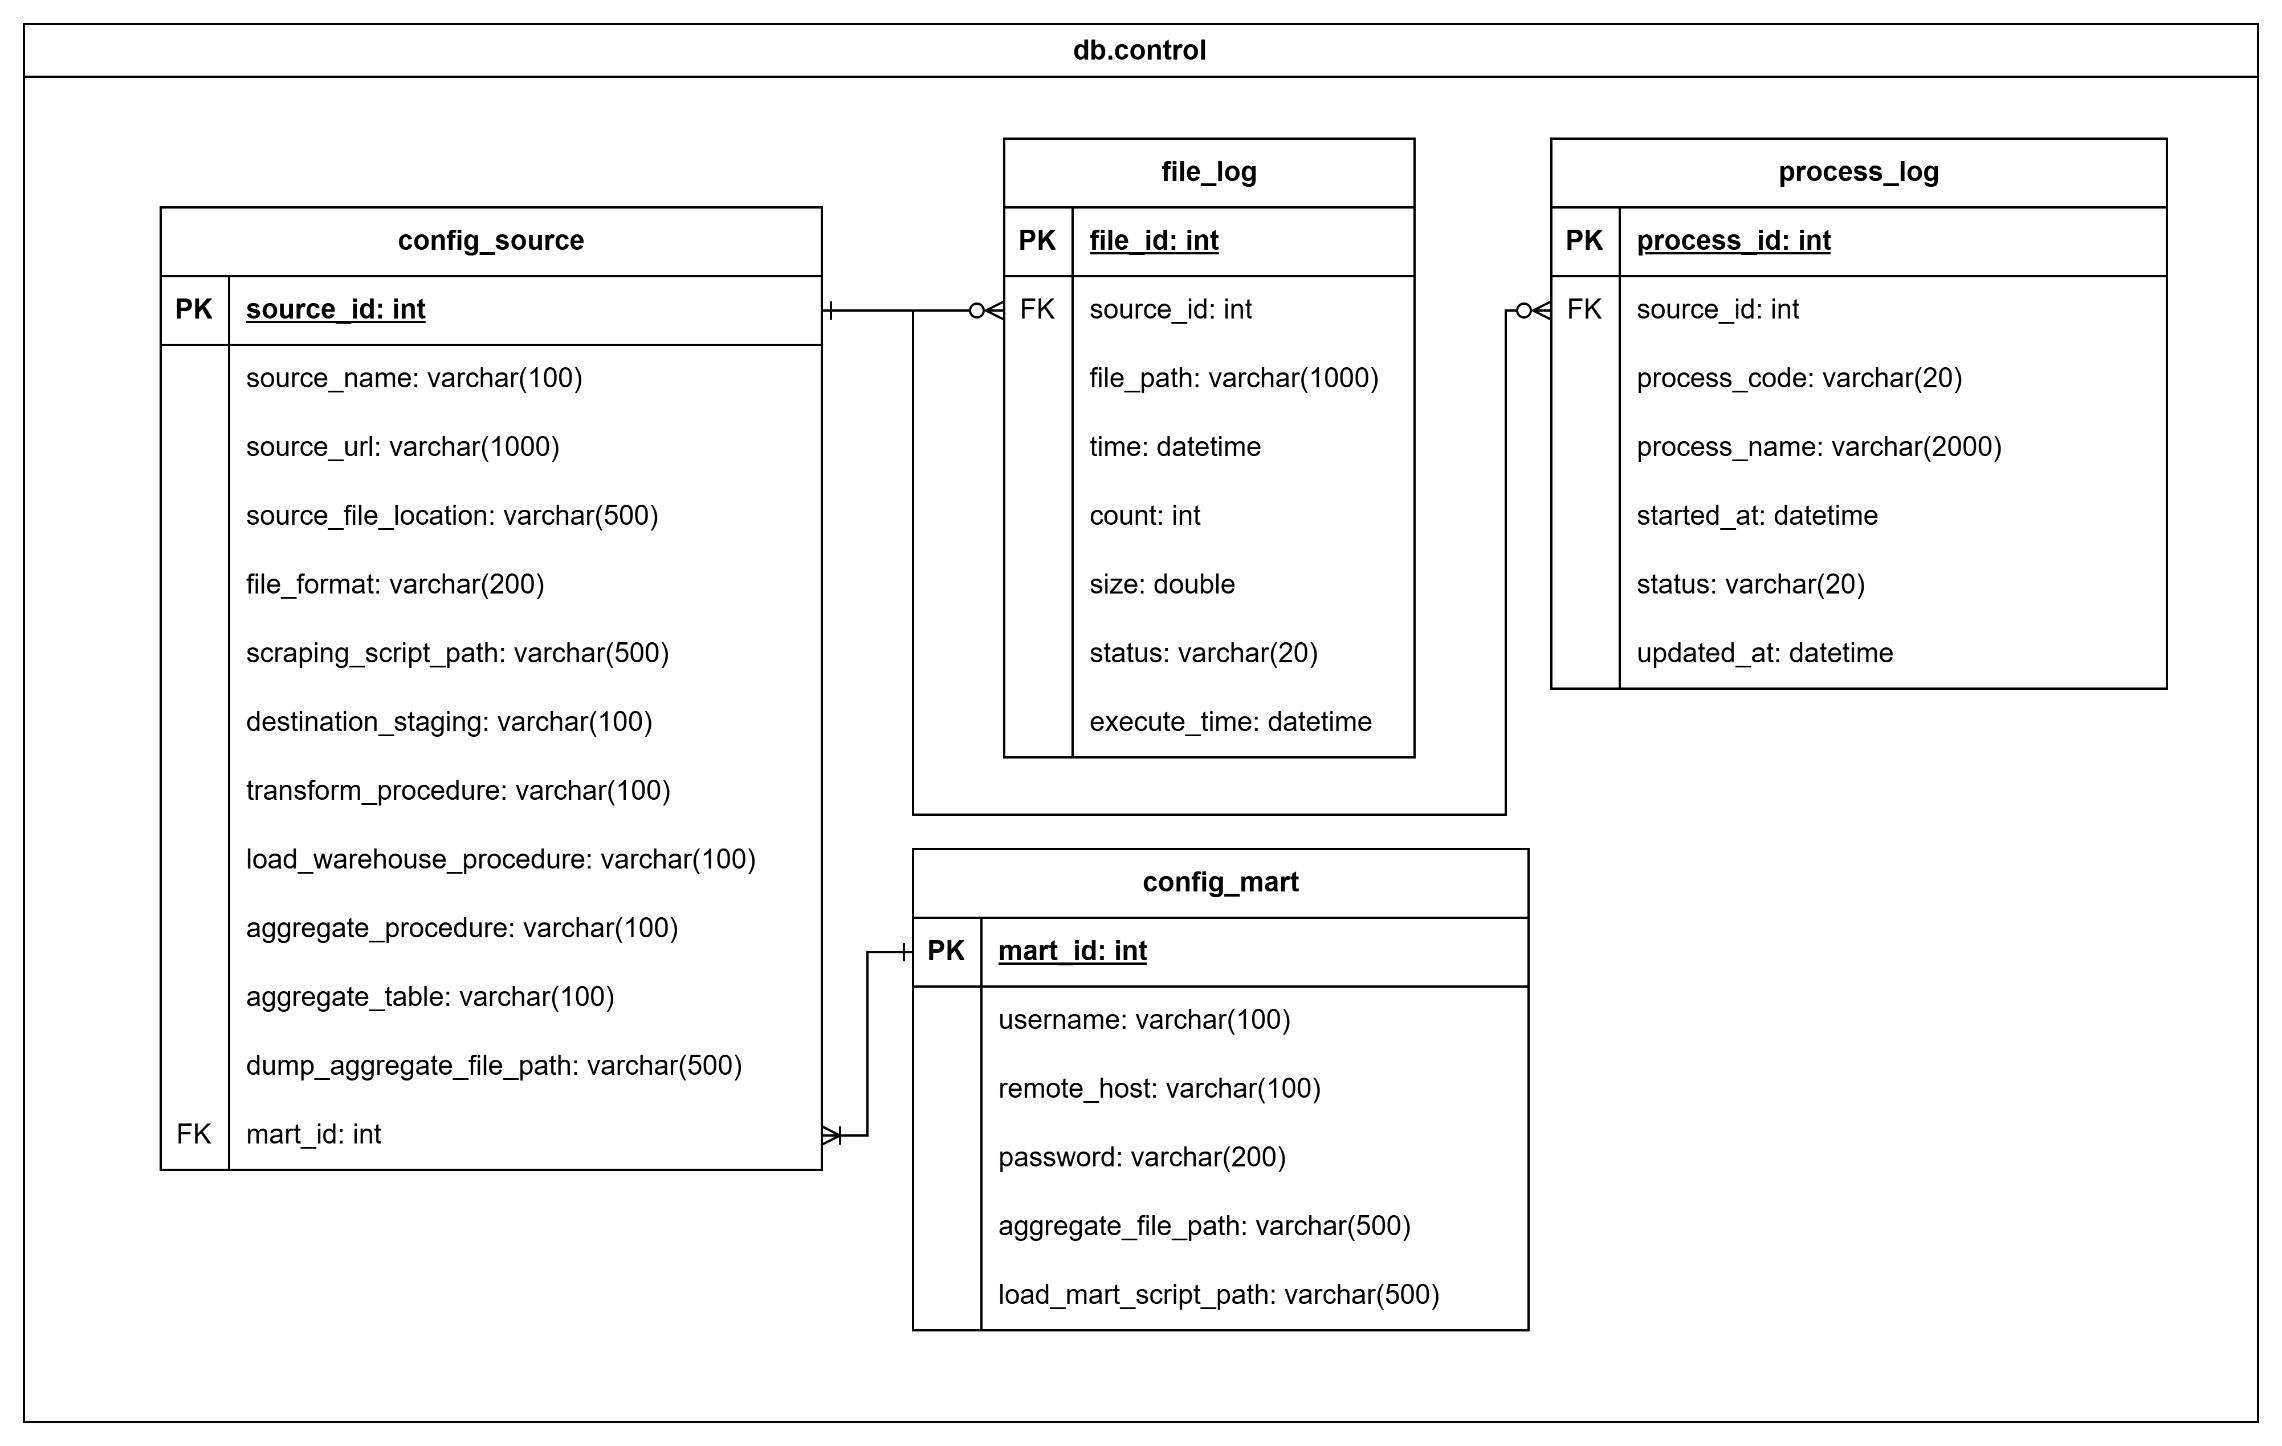 db.control
config_source
PK source_id: int
source_name: varchar(100)
source_url: varchar(1000)
source_file_location: varchar(500)
file_format: varchar(200)
scraping_script_path: varchar(500)
destination_staging: varchar(100)
transform_procedure: varchar(100)
load_warehouse_procedure: varchar(100)
aggregate_procedure: varchar(100)
aggregate_table: varchar(100)
dump_aggregate_file_path: varchar(500)
FK mart_id: int
file_log
PK file_id: int
FK source_id: int
file_path: varchar(1000)
time: datetime
count: int
size: double
status: varchar(20)
execute_time: datetime
process_log
PK process_id: int
FK source_id: int
process_code: varchar(20)
process_name: varchar(2000)
started_at: datetime
status: varchar(20)
updated_at: datetime
config_mart
PK mart_id: int
username: varchar(100)
remote_host: varchar(100)
password: varchar(200)
aggregate_file_path: varchar(500)
load_mart_script_path: varchar(500)